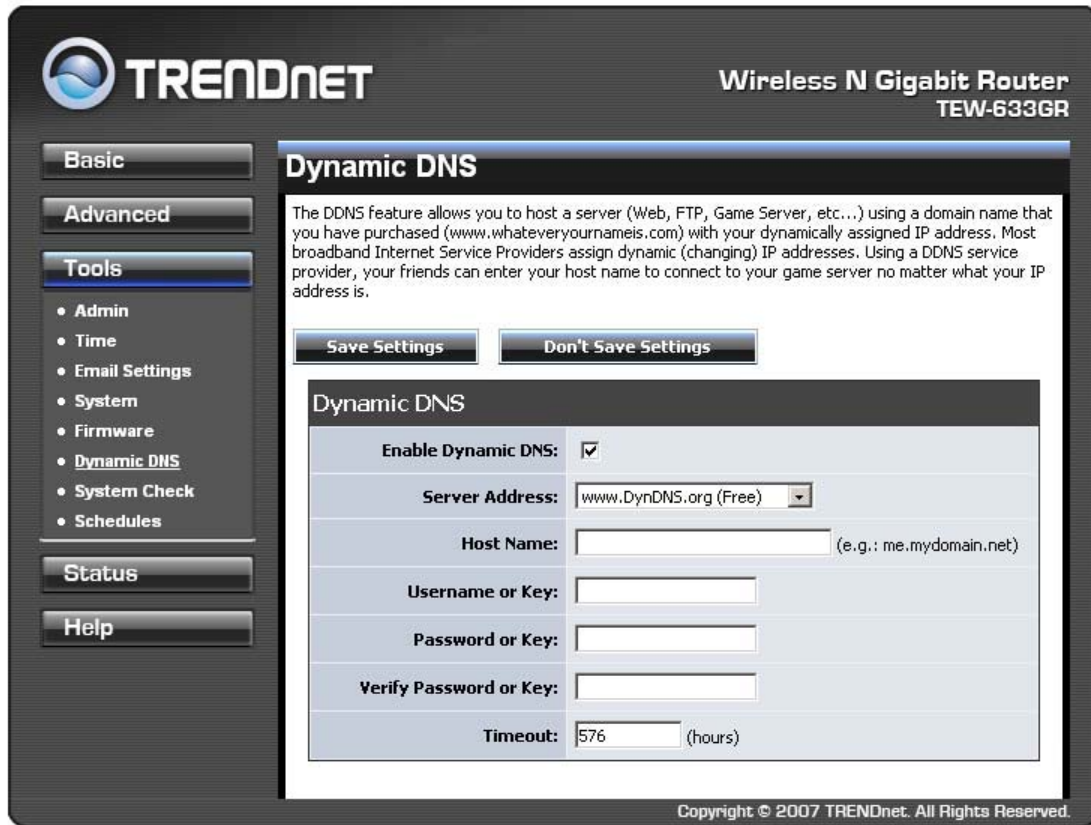 TRENDNET
Wireless N Gigabit Router
TEW-633GR
Basic
Advanced
Tools
• Admin
• Time
• Email Settings
• System
• Firmware
• Dynamic DNS
• System Check
• Schedules
Status
Help
Dynamic DNS
The DDNS feature allows you to host a server (Web, FTP, Game Server, etc...) using a domain name that
you have purchased (www.whateveryournameis.com) with your dynamically assigned IP address. Most
broadband Internet Service Providers assign dynamic (changing) IP addresses. Using a DDNS service
provider, your friends can enter your host name to connect to your game server no matter what your IP
address is.
Save Settings Don't Save Settings
Dynamic DNS
Enable Dynamic DNS:
Server Address: www.DynDNS.org (Free)
Host Name: (e.g.: me.mydomain.net)
Username or Key:
Password or Key:
Verify Password or Key:
Timeout: 576 (hours)
Copyright © 2007 TRENDnet. All Rights Reserved.